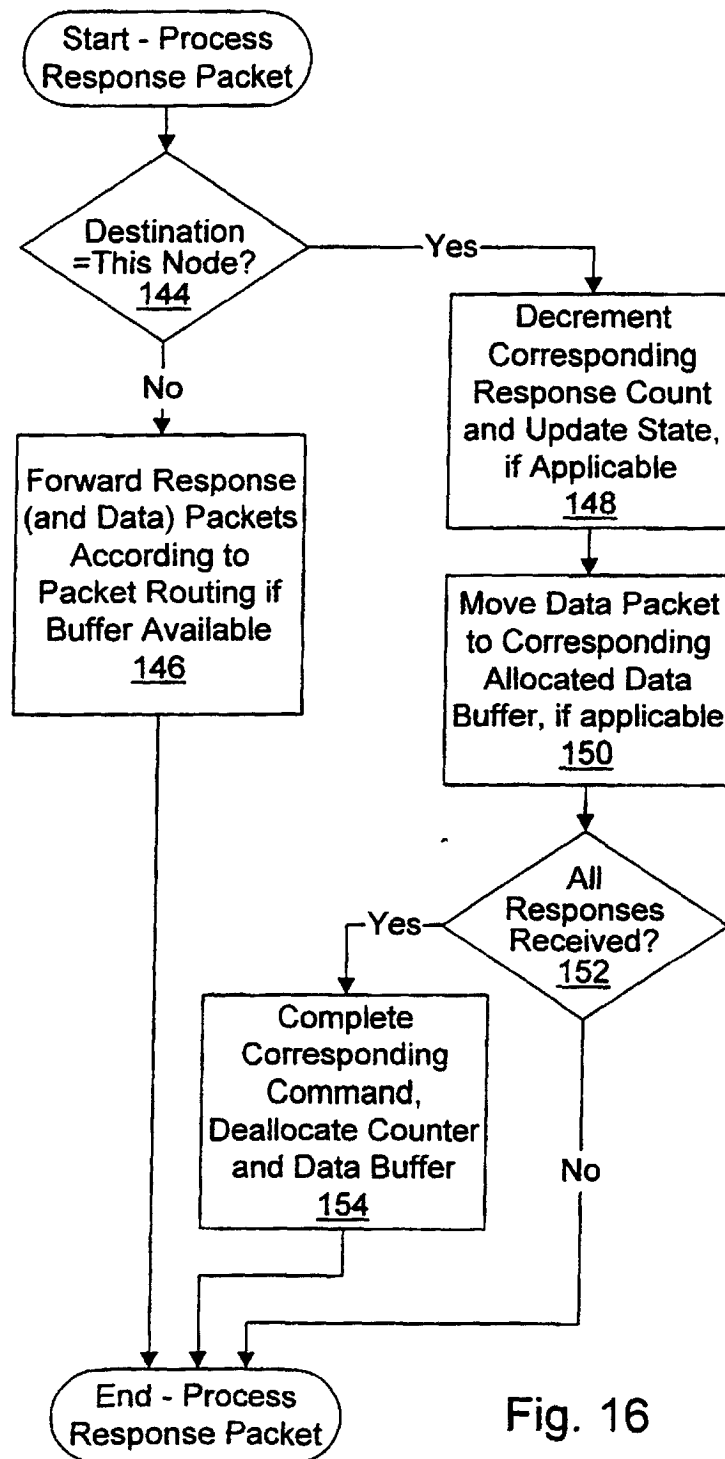 Start - Process
Response Packet
Destination
=This Node?
144
Yes
No
Decrement
Corresponding
Response Count
and Update State,
if Applicable
148
Forward Response
(and Data) Packets
According to
Packet Routing if
Buffer Available
146
Move Data Packet
to Corresponding
Allocated Data
Buffer, if applicable
150
All
Responses
Received?
152
Yes
No
Complete
Corresponding
Command,
Deallocate Counter
and Data Buffer
154
End - Process
Response Packet
Fig. 16